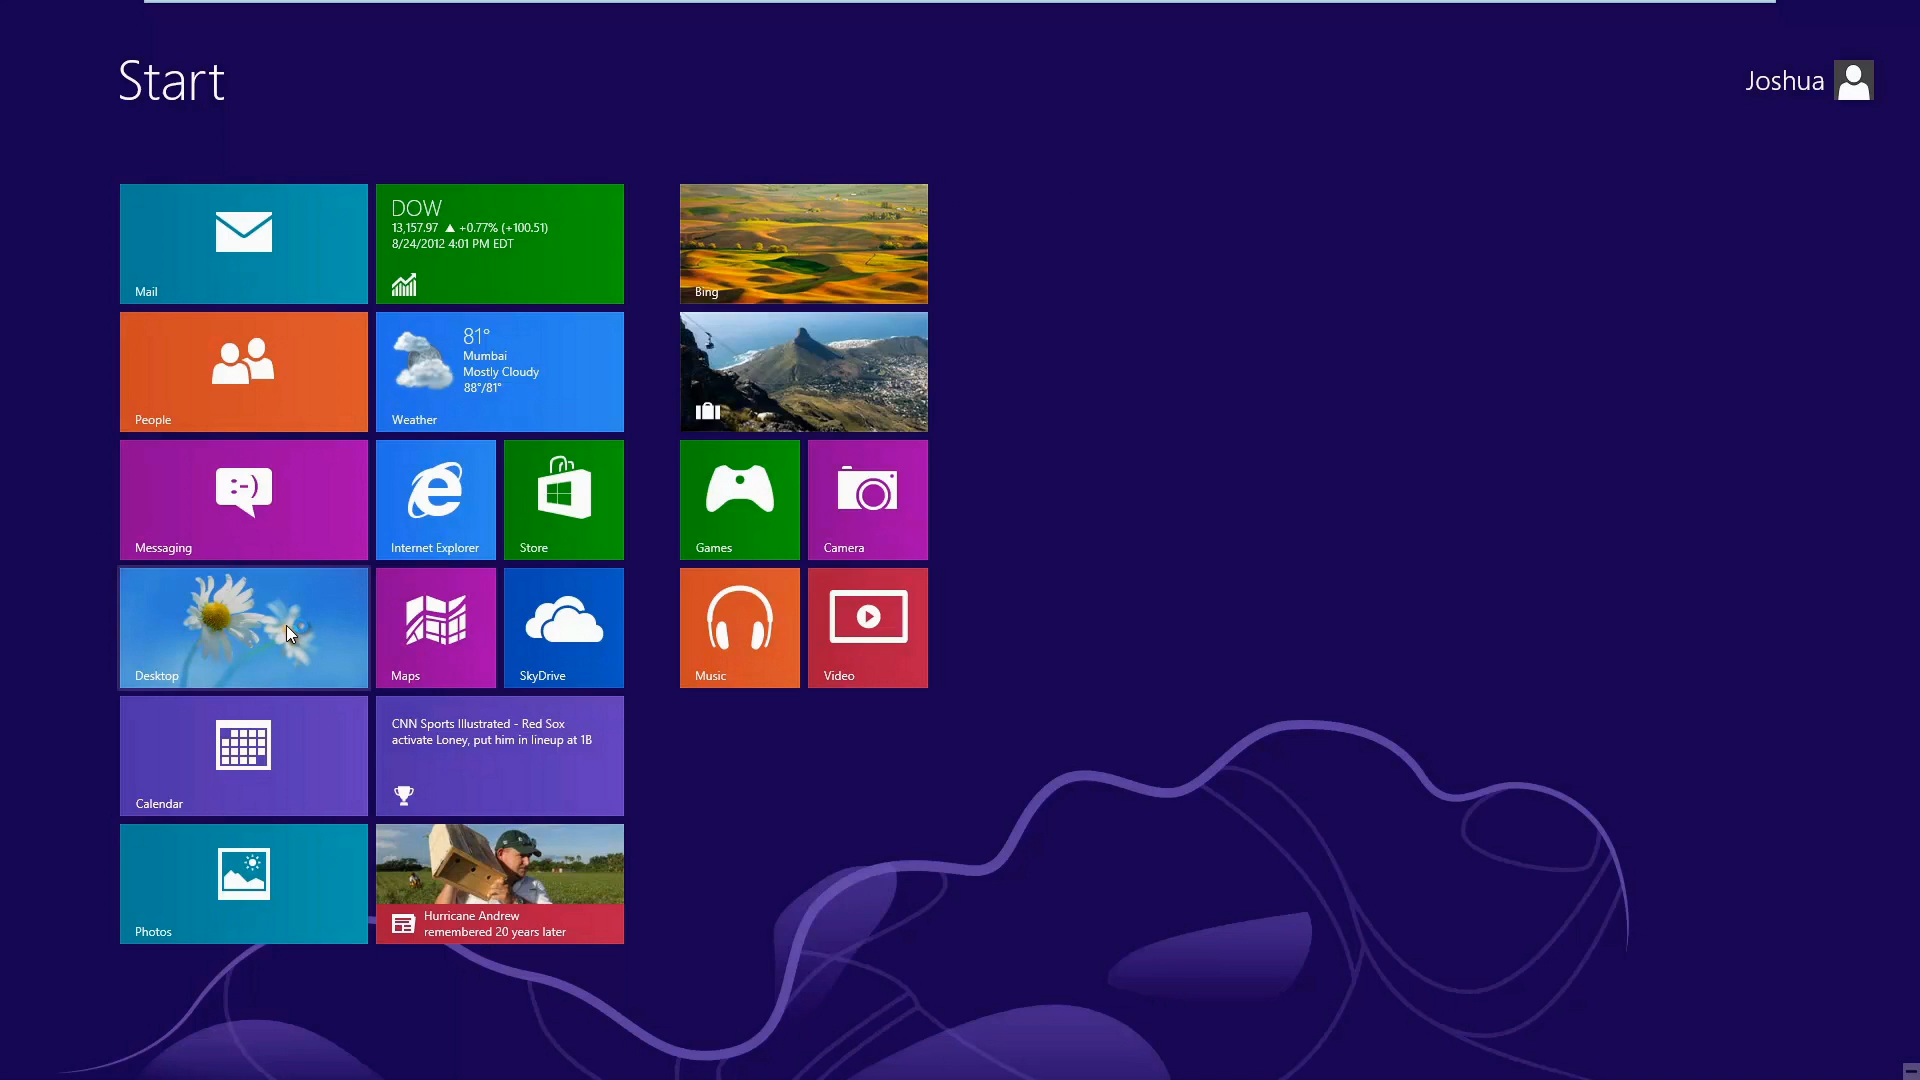 Start
Joshua
Mail
DOW
13,157.97 ▲ +0.77% (+100.51)
8/24/2012 4:01 PM EDT
Bing
People
81°
Mumbai
Mostly Cloudy
88°/81°
Weather
Messaging
:-)
Internet Explorer
Store
Games
Camera
Desktop
Maps
SkyDrive
Music
Video
Calendar
CNN Sports Illustrated - Red Sox
activate Loney, put him in lineup at 1B
Photos
Hurricane Andrew
remembered 20 years later